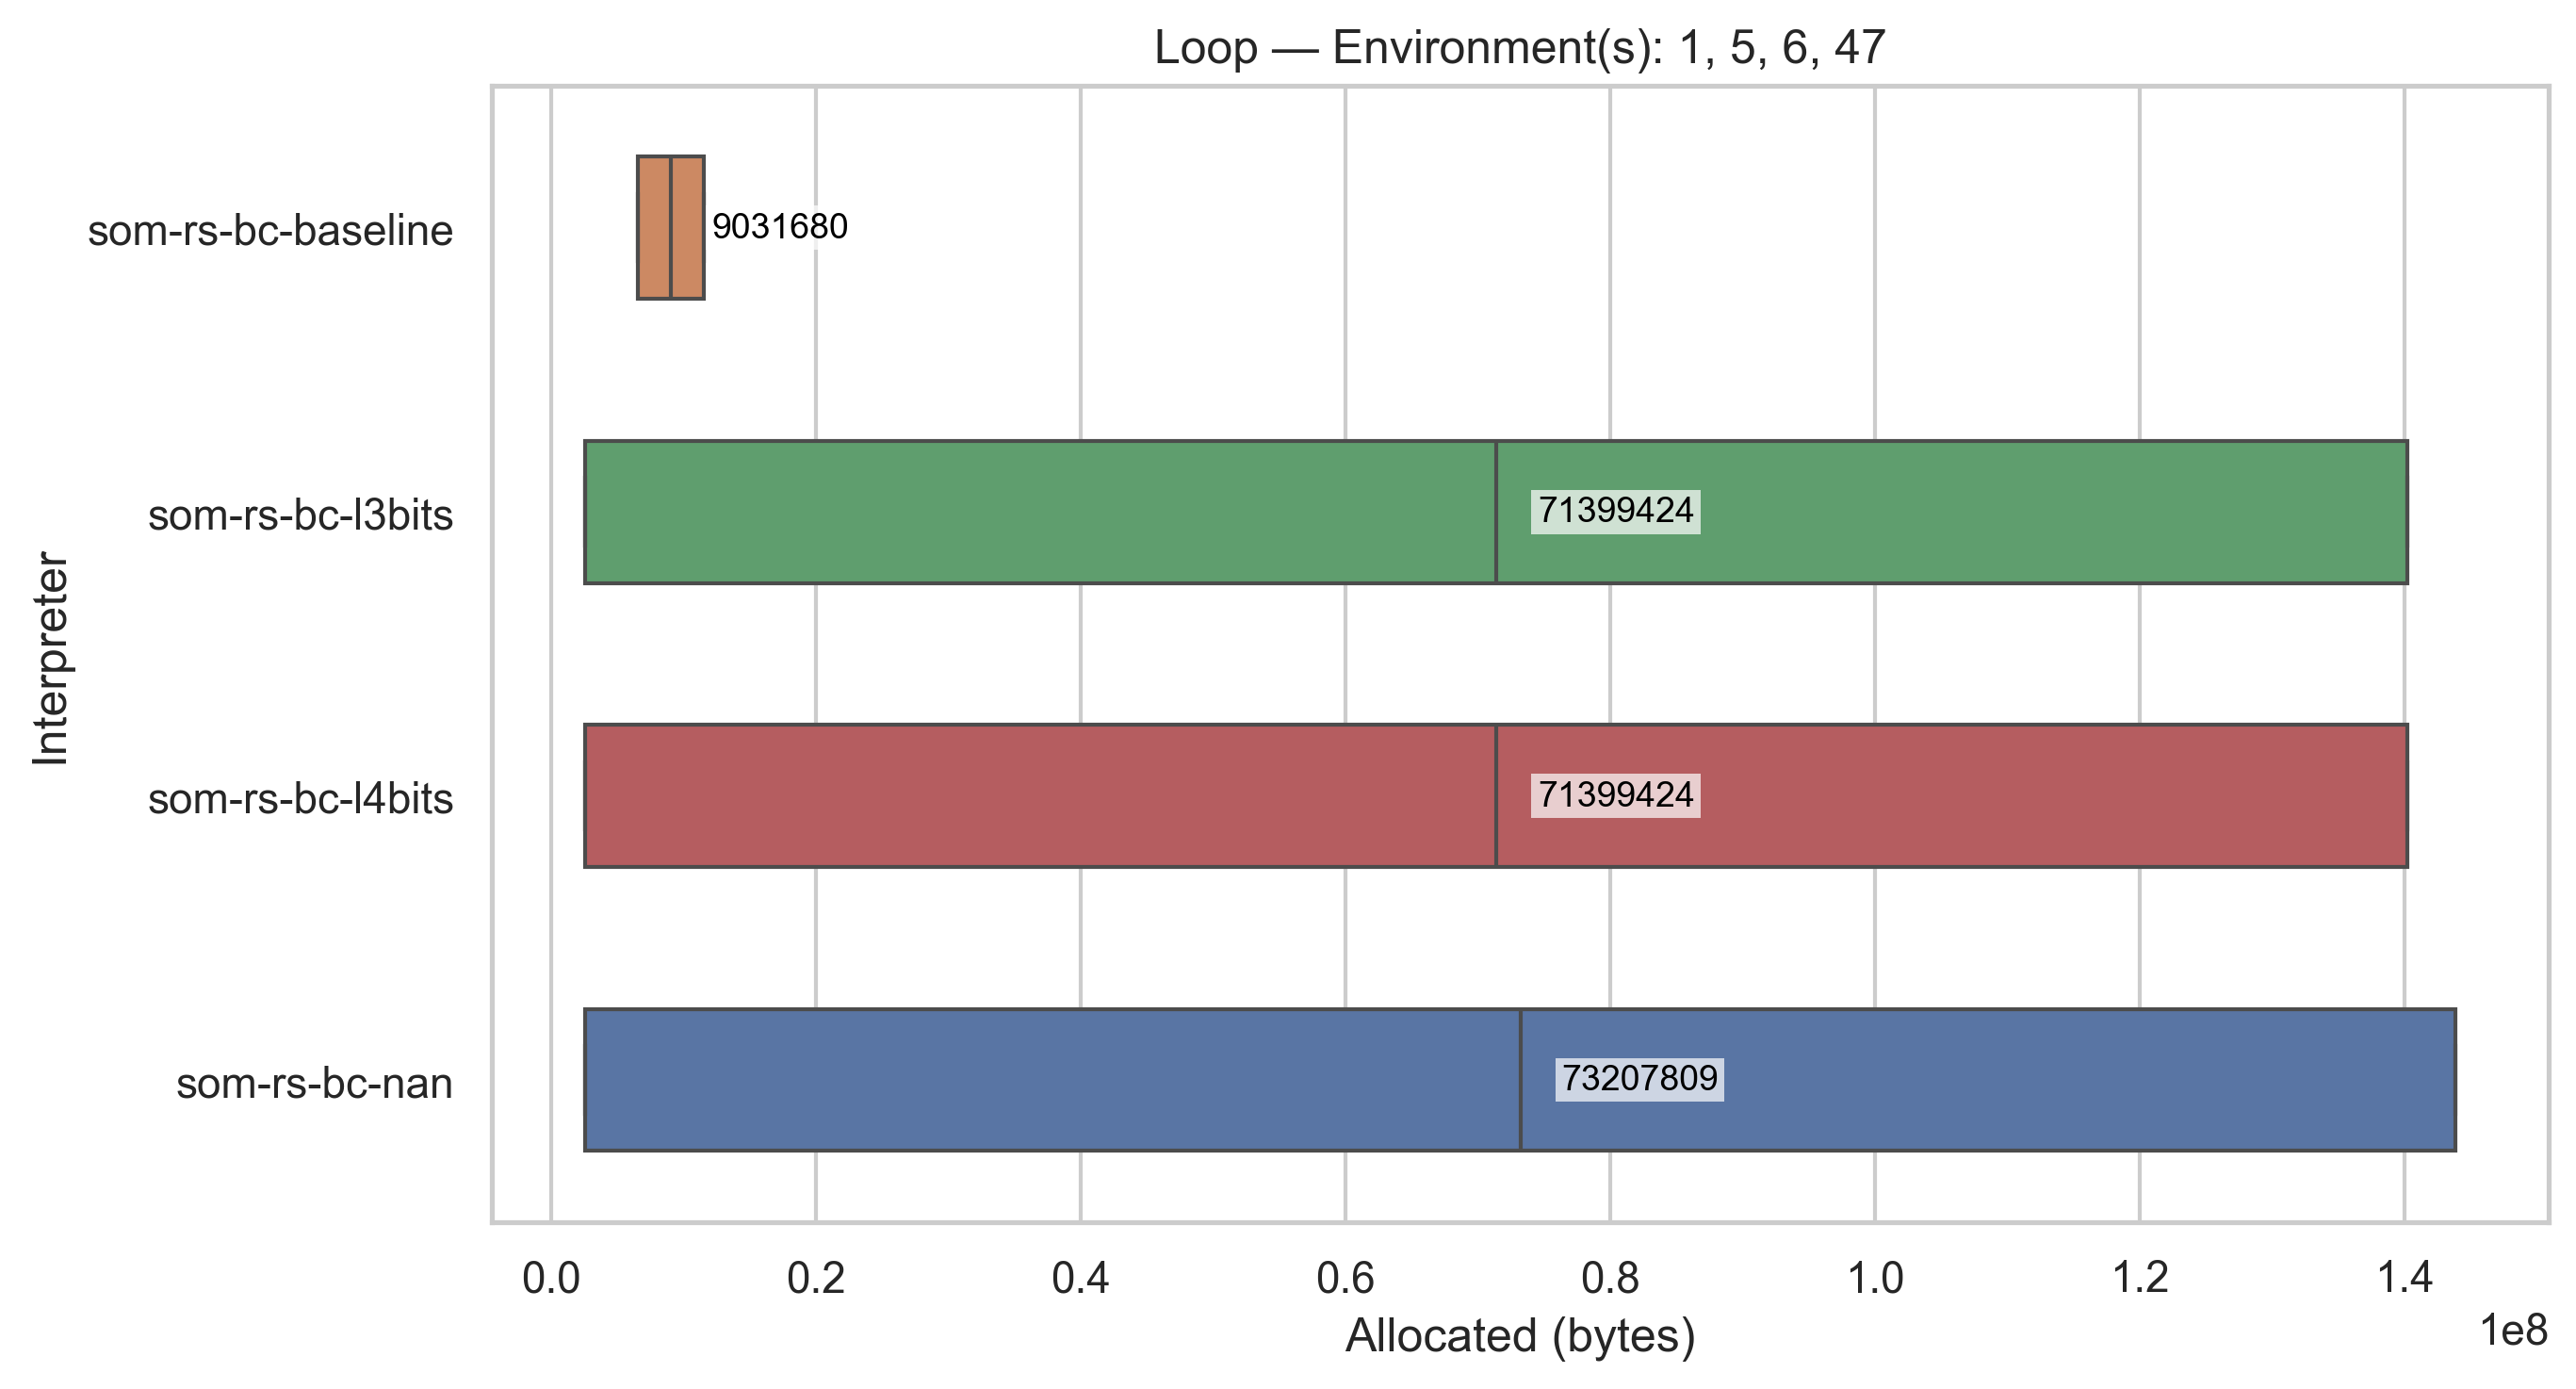 Loop — Environment(s): 1, 5, 6, 47
som-rs-bc-baseline
9031680
som-rs-bc-l3bits
71399424
som-rs-bc-l4bits
71399424
som-rs-bc-nan
73207809
Interpreter
0.0 0.2 0.4 0.6 0.8 1.0 1.2 1.4
1e8
Allocated (bytes)